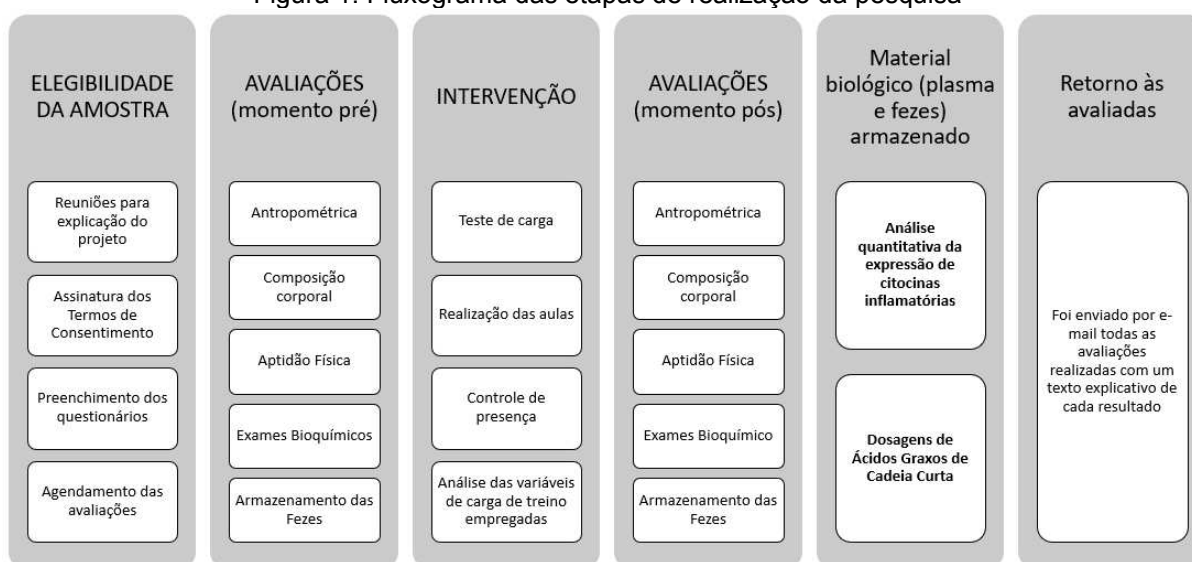 Figura 1: Fluxograma das etapas de realização da pesquisa
ELEGIBILIDADE
DA AMOSTRA
Reuniões para
explicação do
projeto
Assinatura dos
Termos de
Consentimento
Preenchimento dos
questionários
Agendamento das
avaliações
AVALIAÇÕES
(momento pré)
Antropométrica
Composição
corporal
Aptidão Física
Exames Bioquímicos
Armazenamento das
Fezes
INTERVENÇÃO
Teste de carga
Realização das aulas
Controle de
presença
Análise das variáveis
de carga de treino
empregadas
AVALIAÇÕES
(momento pós)
Antropométrica
Composição
corporal
Aptidão Física
Exames Bioquímico
Armazenamento das
Fezes
Material
biológico (plasma
e fezes)
armazenado
Análise
quantitativa da
expressão de
citocinas
inflamatórias
Dosagens de
Ácidos Graxos de
Cadeia Curta
Retorno às
avaliadas
Foi enviado por e-
mail todas as
avaliações
realizadas com um
texto explicativo de
cada resultado